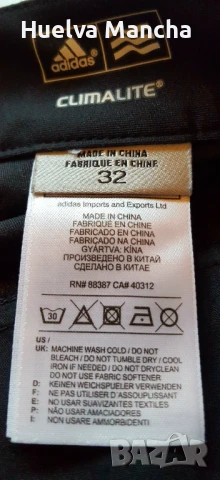 Улвия Манча
adidas
CLIMALITE®
MADE IN CHINA
FABRIQUE EN CHINE
32
adidas Imports and Exports Ltd
MADE IN CHINA
FABRIQUÉ EN CHINE
FABRICADO EN CHINA
FABRICADO NA CHINA
GYÁRTVA: KÍNA
ПРОИЗВЕДЕНО В КИТАЙ
СДЕЛАНО В КИТАЕ
RN# 88387 CA# 40312
30
US /
UK: MACHINE WASH COLD / DO NOT
BLEACH / DO NOT TUMBLE DRY / COOL
IRON IF NEEDED / DO NOT DRYCLEAN
DO NOT USE FABRIC SOFTENER
D: KEINEN WEICHSPUELER VERWENDEN
F: NE PAS UTILISER D'ASSOUPLISSANT
E: NO USAR SUAVIZANTES TEXTILES
P: NÃO USAR AMACIADORES
I: NON USARE AMMORBIDENTI
BAZAR